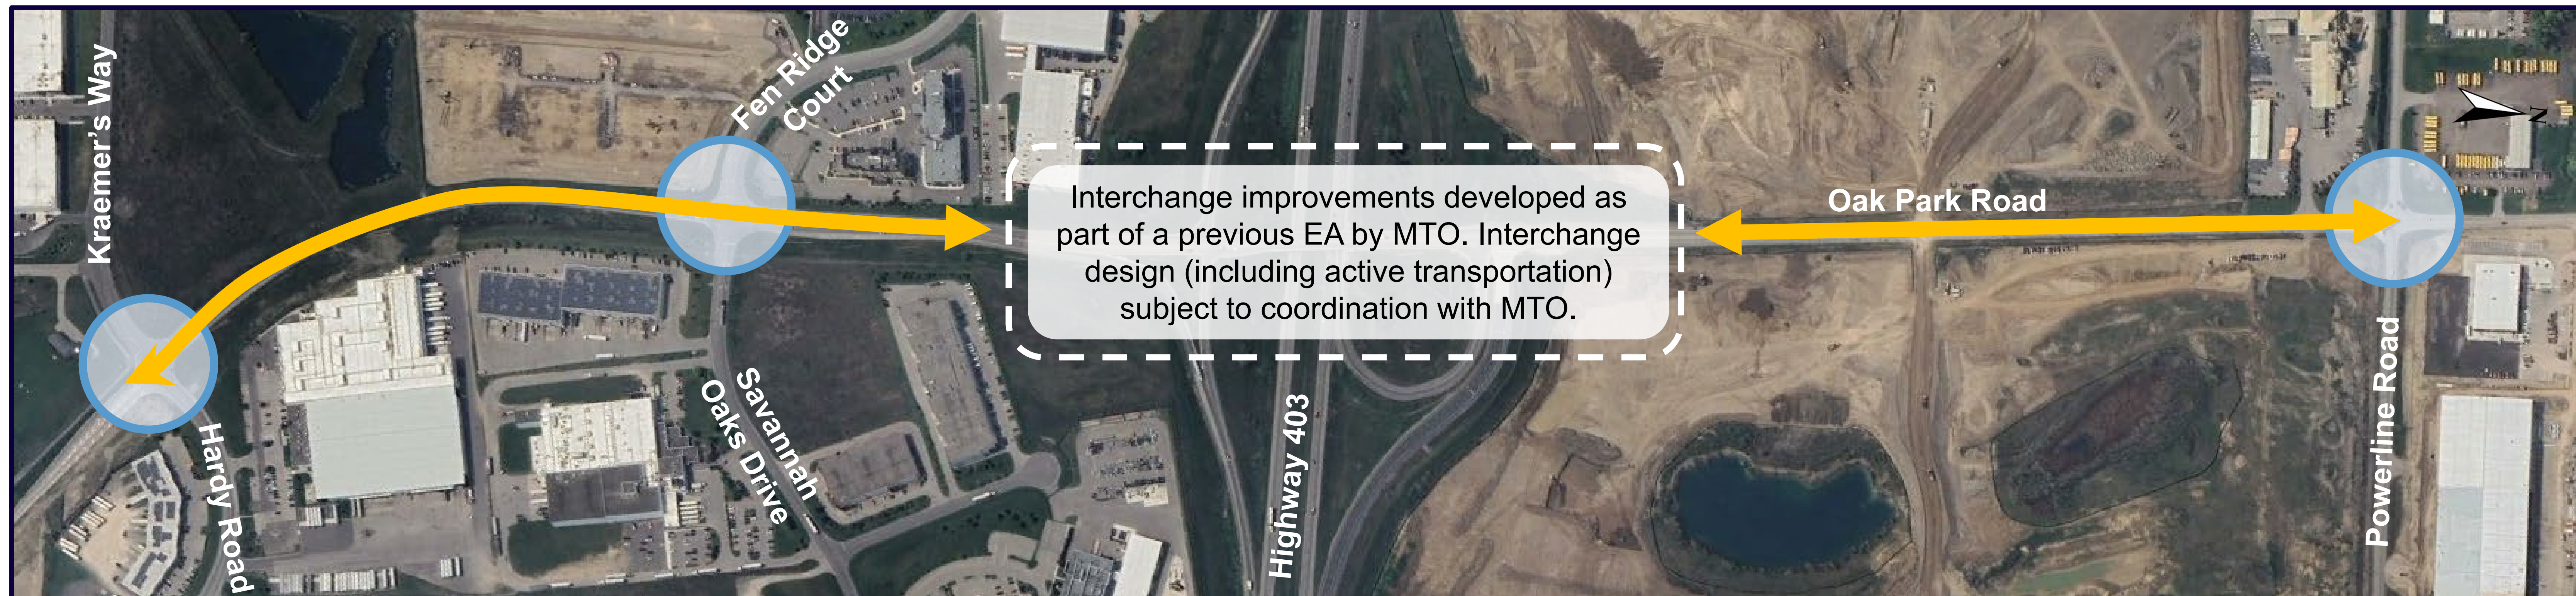 Kraemer's Way
Fen Ridge
Court
Interchange improvements developed as
part of a previous EA by MTO. Interchange
design (including active transportation)
subject to coordination with MTO.
Oak Park Road
N
Hardy Road
Savannah
Oaks Drive
Highway 403
Powerline Road